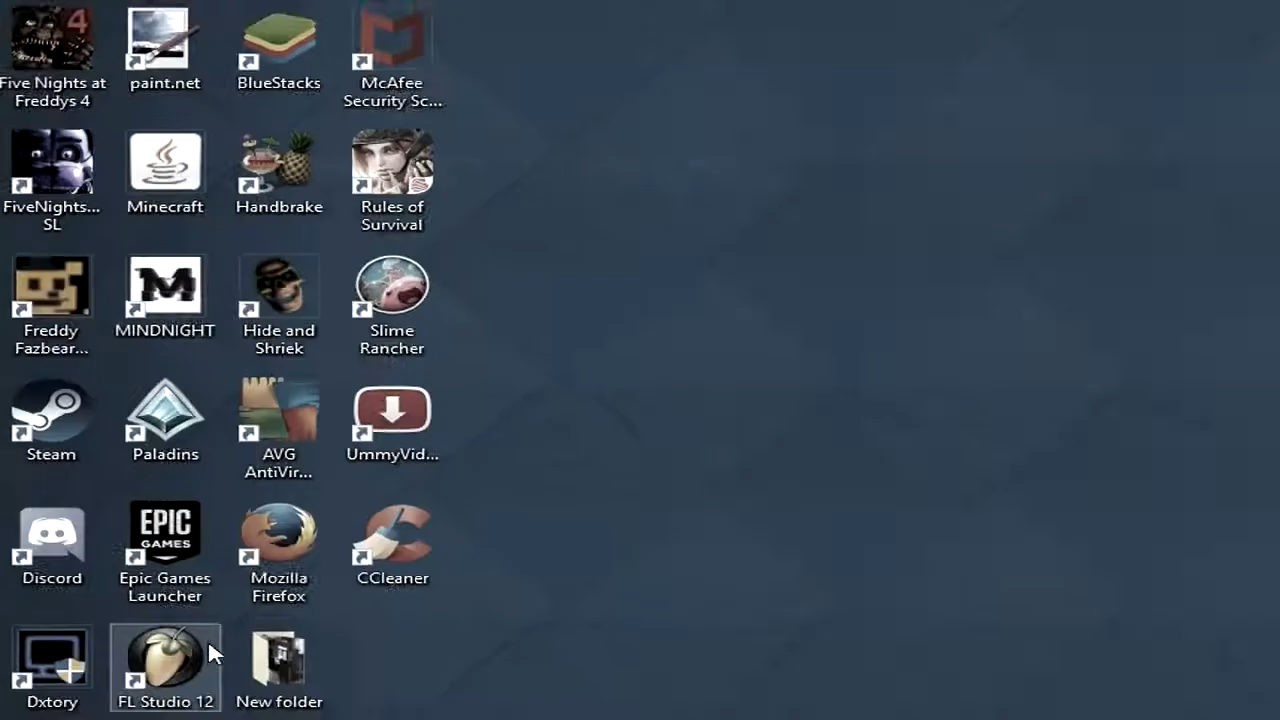 4
Five Nights at
Freddys 4
paint.net
BlueStacks
McAfee
Security Sc...
FiveNights...
SL
Minecraft
Handbrake
Rules of
Survival
Freddy
Fazbear...
M
MINDNIGHT
Hide and
Shriek
Slime
Rancher
Steam
Paladins
AVG
AntiVir...
UmmyVid...
Discord
EPIC
GAMES
Epic Games
Launcher
Mozilla
Firefox
CCleaner
Dxtory
FL Studio 12
New folder